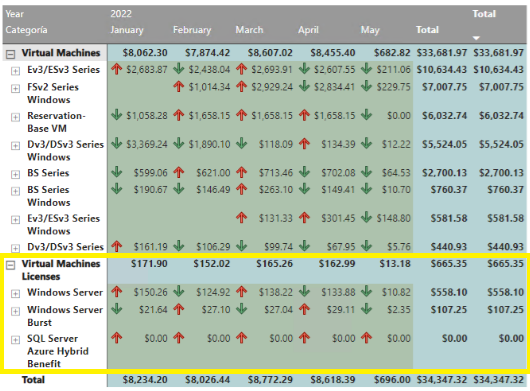 Year 2022 Total
Categoría January February March April May Total
Virtual Machines $8,062.30 $7,874.42 $8,607.02 $8,455.40 $682.82 $33,681.97 $33,681.97
Ev3/ESv3 Series $2,683.87 $2,438.04 $2,693.91 $2,607.55 $211.06 $10,634.43 $10,634.43
FSv2 Series $1,014.34 $2,929.24 $2,834.41 $229.75 $7,007.75 $7,007.75
Windows
Reservation- $1,058.28 $1,658.15 $1,658.15 $1,658.15 $0.00 $6,032.74 $6,032.74
Base VM
Dv3/DSv3 Series $3,369.24 $1,890.10 $118.09 $134.39 $12.22 $5,524.05 $5,524.05
Windows
BS Series $599.06 $621.00 $713.46 $702.08 $64.53 $2,700.13 $2,700.13
BS Series $190.67 $146.49 $263.10 $149.41 $10.70 $760.37 $760.37
Windows
Ev3/ESv3 Series $131.33 $301.45 $148.80 $581.58 $581.58
Windows
Dv3/DSv3 Series $161.19 $106.29 $99.74 $67.95 $5.76 $440.93 $440.93
Virtual Machines $171.90 $152.02 $165.26 $162.99 $13.18 $665.35 $665.35
Licenses
Windows Server $150.26 $124.92 $138.22 $133.88 $10.82 $558.10 $558.10
Windows Server $21.64 $27.10 $27.04 $29.11 $2.35 $107.25 $107.25
Burst
SQL Server $0.00 $0.00 $0.00 $0.00 $0.00 $0.00 $0.00
Azure Hybrid
Benefit
Total $8,234.20 $8,026.44 $8,772.29 $8,618.39 $696.00 $34,347.32 $34,347.32